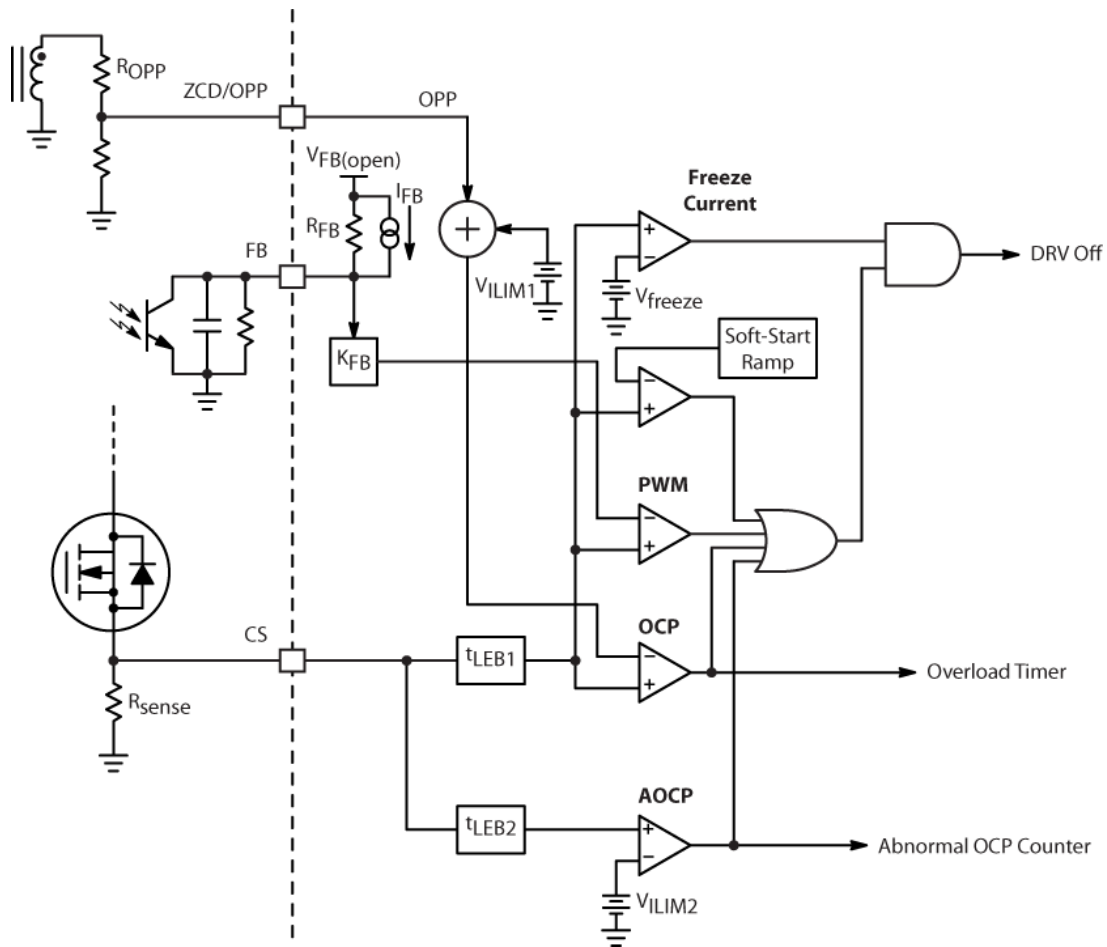 ROPP
ZCD/OPP
OPP
VFB(open)
IFB
RFB
FB
VILIM1
KFB
Freeze
Current
Vfreeze
DRV Off
Soft-Start
Ramp
PWM
OCP
CS
tLEB1
Rsense
Overload Timer
AOCP
tLEB2
Abnormal OCP Counter
VILIM2